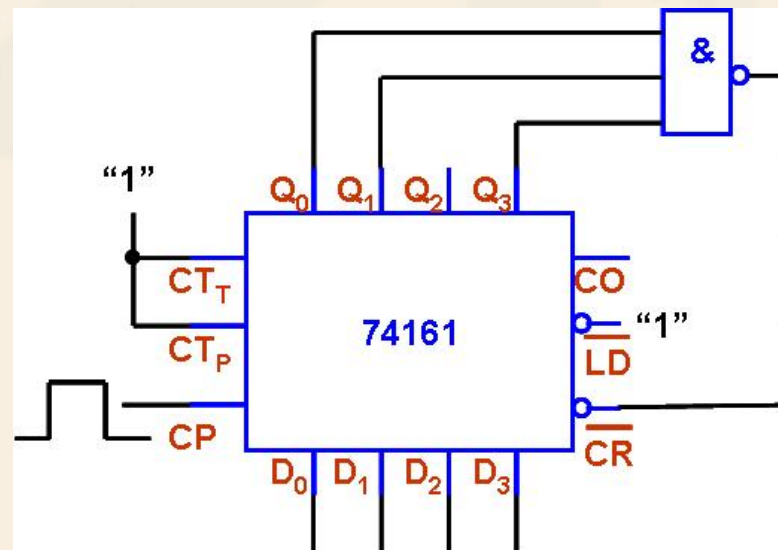 &
“1”
Q0 Q1 Q2 Q3
CTT
CO
74161
“1”
CTP
LD
CP
CR
D0 D1 D2 D3